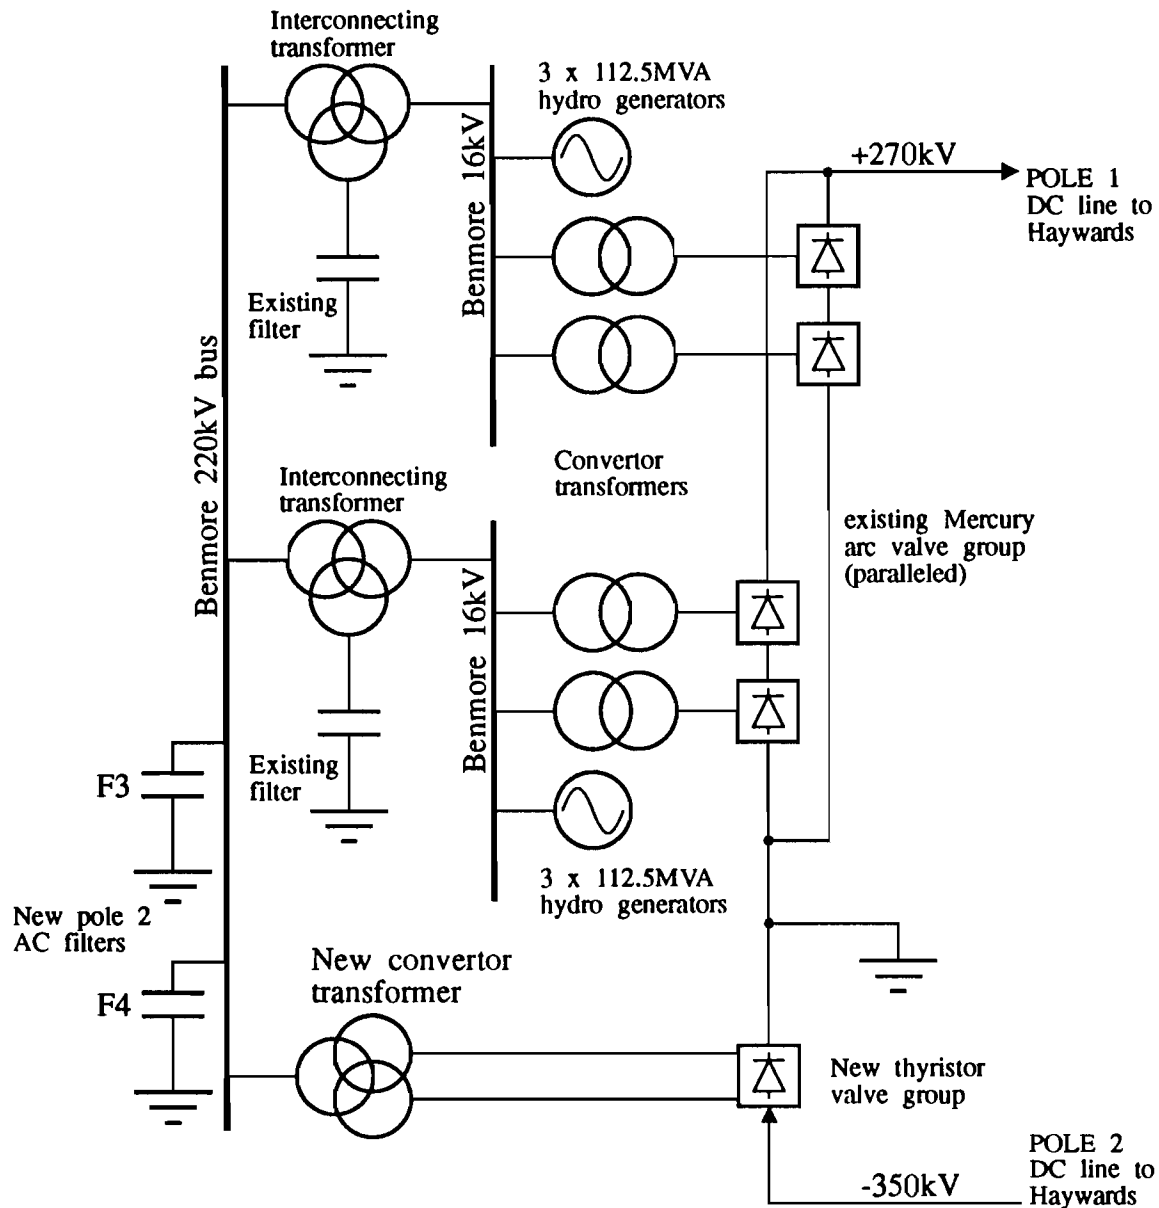 Interconnecting
transformer
3 x 112.5MVA
hydro generators
+270kV
POLE 1
DC line to
Haywards
Benmore 16kV
Existing
filter
Benmore 220kV bus
Convertor
transformers
Interconnecting
transformer
existing Mercury
arc valve group
(paralleled)
Benmore 16kV
Existing
filter
F3
3 x 112.5MVA
hydro generators
New pole 2
AC filters
New convertor
transformer
F4
New thyristor
valve group
POLE 2
DC line to
Haywards
-350kV